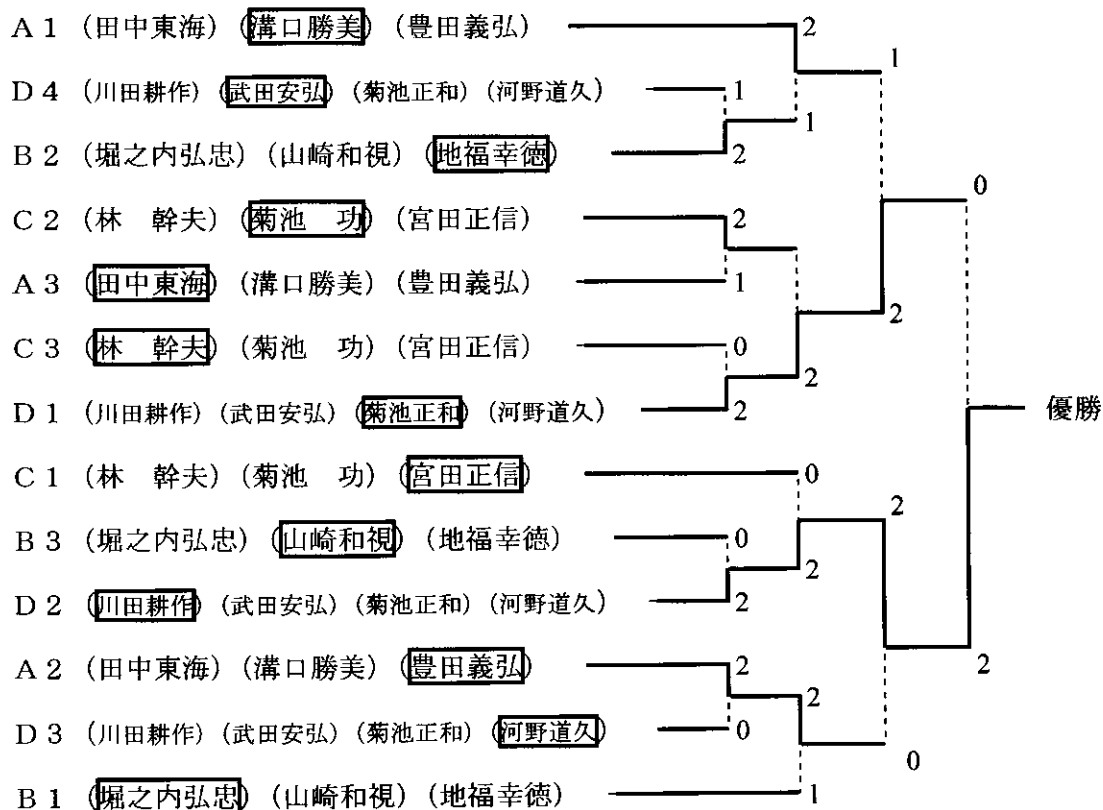 A1 (田中東海) (溝口勝美) (豊田義弘) 2
1
D4 (川田耕作) (武田安弘) (菊池正和) (河野道久) 1
1
B2 (堀之内弘忠) (山崎和視) (地福幸徳) 2
0
C2 (林 幹夫) (菊池 功) (宮田正信) 2
A3 (田中東海) (溝口勝美) (豊田義弘) 1
2
C3 (林 幹夫) (菊池 功) (宮田正信) 0
2
D1 (川田耕作) (武田安弘) (菊池正和) (河野道久) 2
優勝
C1 (林 幹夫) (菊池 功) (宮田正信) 0
2
B3 (堀之内弘忠) (山崎和視) (地福幸徳) 0
2
D2 (川田耕作) (武田安弘) (菊池正和) (河野道久) 2
A2 (田中東海) (溝口勝美) (豊田義弘) 2
2
2
D3 (川田耕作) (武田安弘) (菊池正和) (河野道久) 0
0
B1 (堀之内弘忠) (山崎和視) (地福幸徳) 1